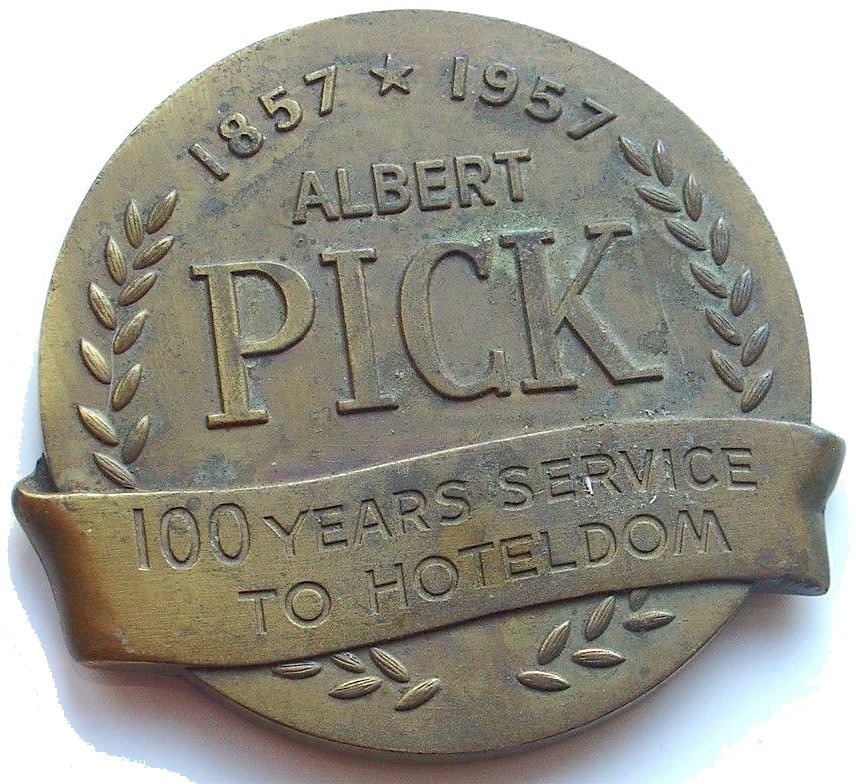 1857 ★ 1957
ALBERT
PICK
100 YEARS SERVICE
TO HOTELDOM